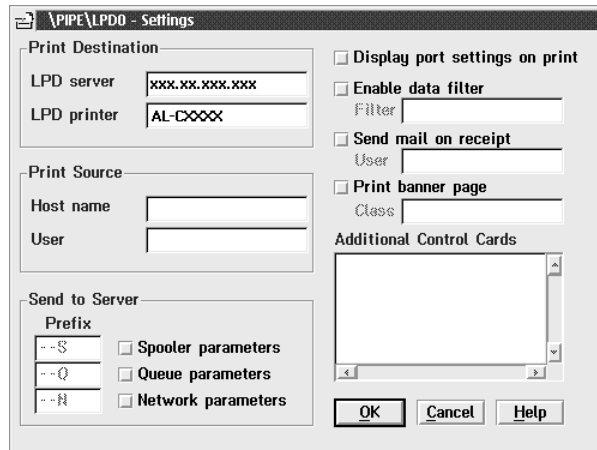 \PIPE\LPD0 - Settings
Print Destination
LPD server xxx.xx.xxx.xxx
LPD printer AL-CXXXX
Print Source
Host name
User
Send to Server
Prefix
--S Spooler parameters
--Q Queue parameters
--N Network parameters
Display port settings on print
Enable data filter
Filter
Send mail on receipt
User
Print banner page
Class
Additional Control Cards
OK Cancel Help